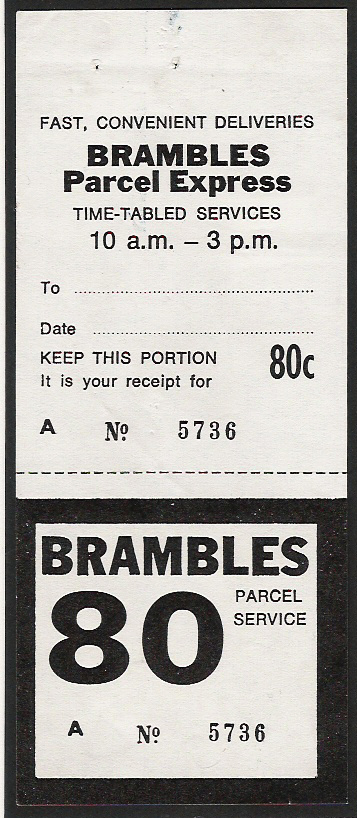 FAST, CONVENIENT DELIVERIES
BRAMBLES
Parcel Express
TIME-TABLED SERVICES
10 a.m. – 3 p.m.
To
Date
KEEP THIS PORTION
It is your receipt for
80c
A Nº 5736
BRAMBLES
80
PARCEL
SERVICE
A Nº 5736